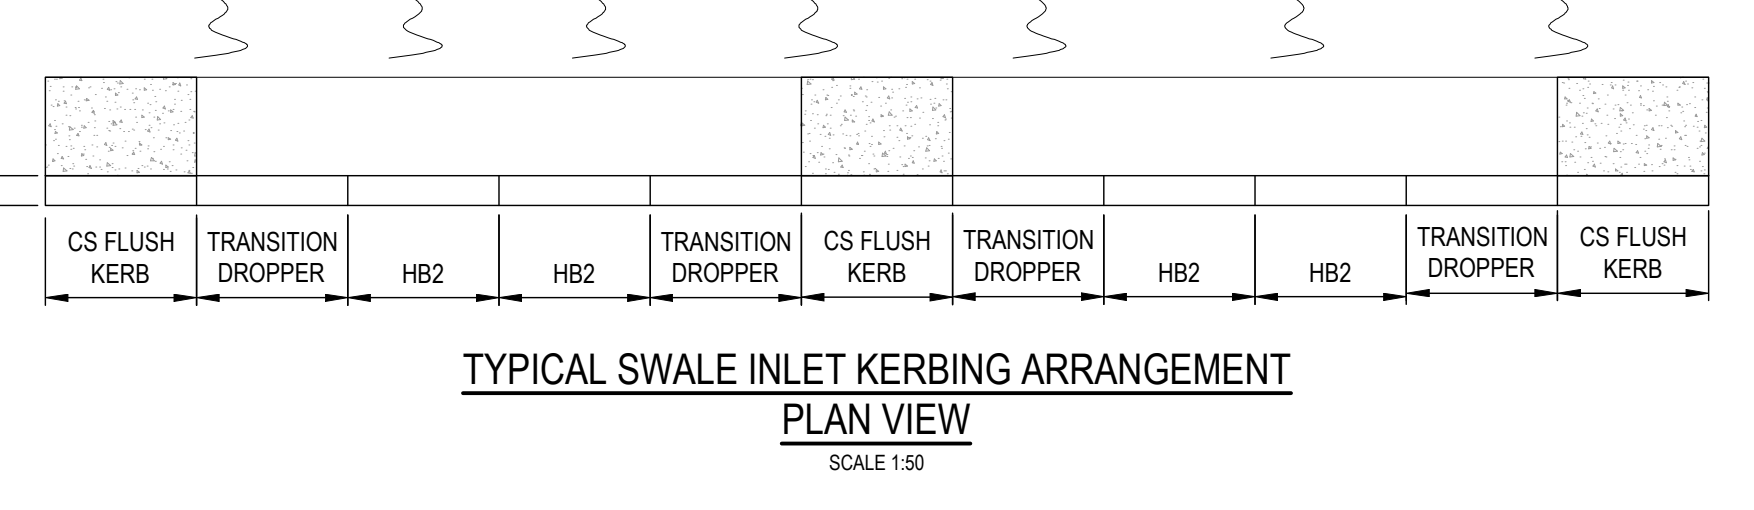 CS FLUSH
KERB
TRANSITION
DROPPER
HB2
HB2
TRANSITION
DROPPER
CS FLUSH
KERB
TRANSITION
DROPPER
HB2
HB2
TRANSITION
DROPPER
CS FLUSH
KERB
TYPICAL SWALE INLET KERBING ARRANGEMENT
PLAN VIEW
SCALE 1:50